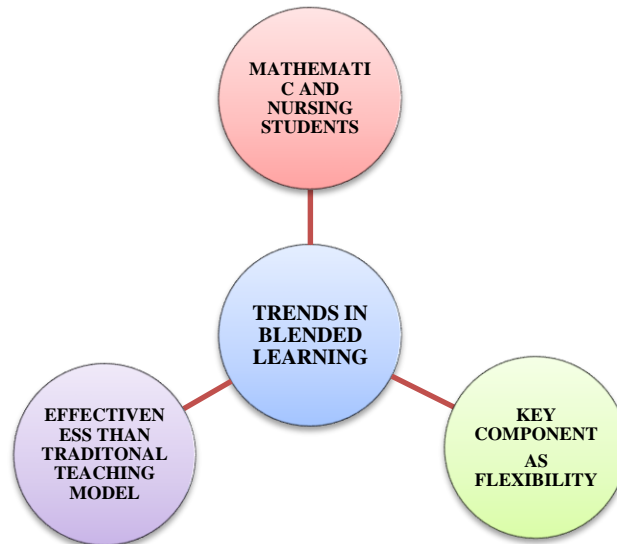 MATHEMATI
C AND
NURSING
STUDENTS
TRENDS IN
BLENDED
LEARNING
EFFECTIVEN
ESS THAN
TRADITONAL
TEACHING
MODEL
KEY
COMPONENT
AS
FLEXIBILITY